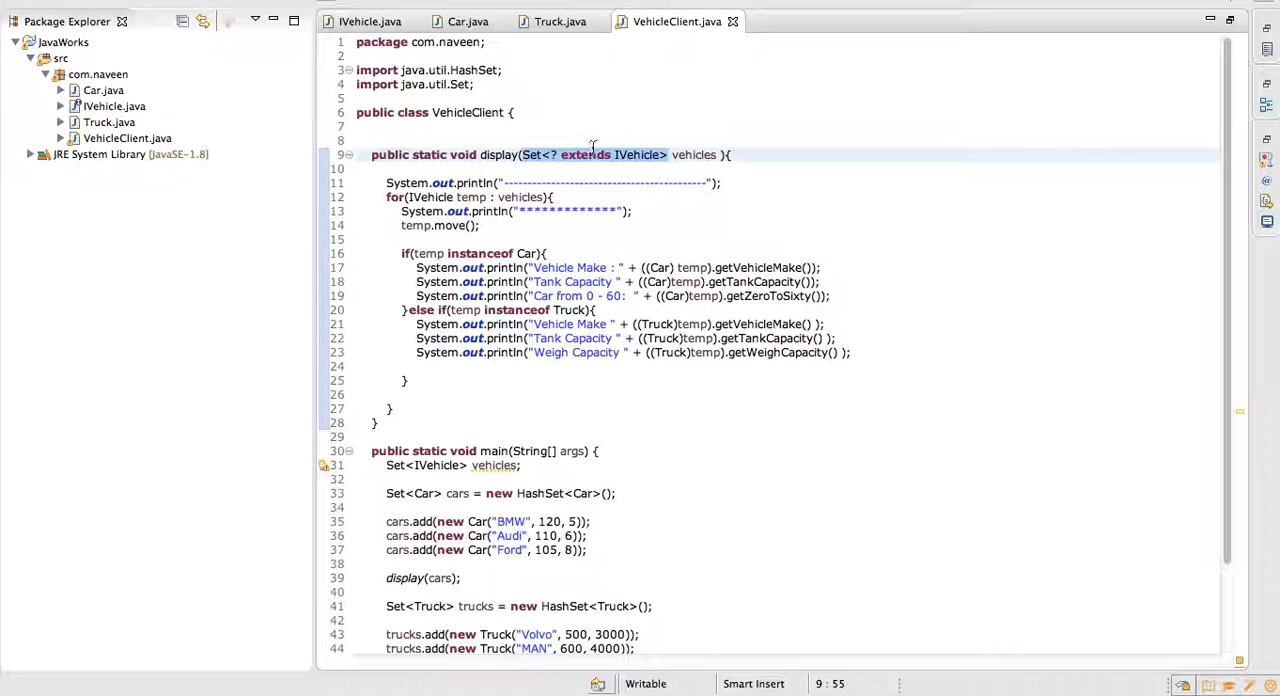 Package Explorer
IVehicle.java
Car.java
Truck.java
VehicleClient.java
JavaWorks
src
com.naveen
Car.java
IVehicle.java
Truck.java
VehicleClient.java
JRE System Library [JavaSE-1.8]
1 package com.naveen;
2
3 import java.util.HashSet;
4 import java.util.Set;
5
6 public class VehicleClient {
7
8
9 public static void display(Set<? extends IVehicle> vehicles ){
10
11 System.out.println("--------------------------------------------");
12 for(IVehicle temp : vehicles){
13 System.out.println("*************");
14 temp.move();
15
16 if(temp instanceof Car){
17 System.out.println("Vehicle Make : " + ((Car) temp).getVehicleMake());
18 System.out.println("Tank Capacity " + ((Car)temp).getTankCapacity());
19 System.out.println("Car from 0 - 60:  " + ((Car)temp).getZeroToSixty());
20 }else if(temp instanceof Truck){
21 System.out.println("Vehicle Make " + ((Truck)temp).getVehicleMake() );
22 System.out.println("Tank Capacity " + ((Truck)temp).getTankCapacity() );
23 System.out.println("Weigh Capacity " + ((Truck)temp).getWeighCapacity() );
24
25 }
26
27 }
28 }
29
30 public static void main(String[] args) {
31 Set<IVehicle> vehicles;
32
33 Set<Car> cars = new HashSet<Car>();
34
35 cars.add(new Car("BMW", 120, 5));
36 cars.add(new Car("Audi", 110, 6));
37 cars.add(new Car("Ford", 105, 8));
38
39 display(cars);
40
41 Set<Truck> trucks = new HashSet<Truck>();
42
43 trucks.add(new Truck("Volvo", 500, 3000));
44 trucks.add(new Truck("MAN", 600, 4000));
Writable
Smart Insert
9 : 55